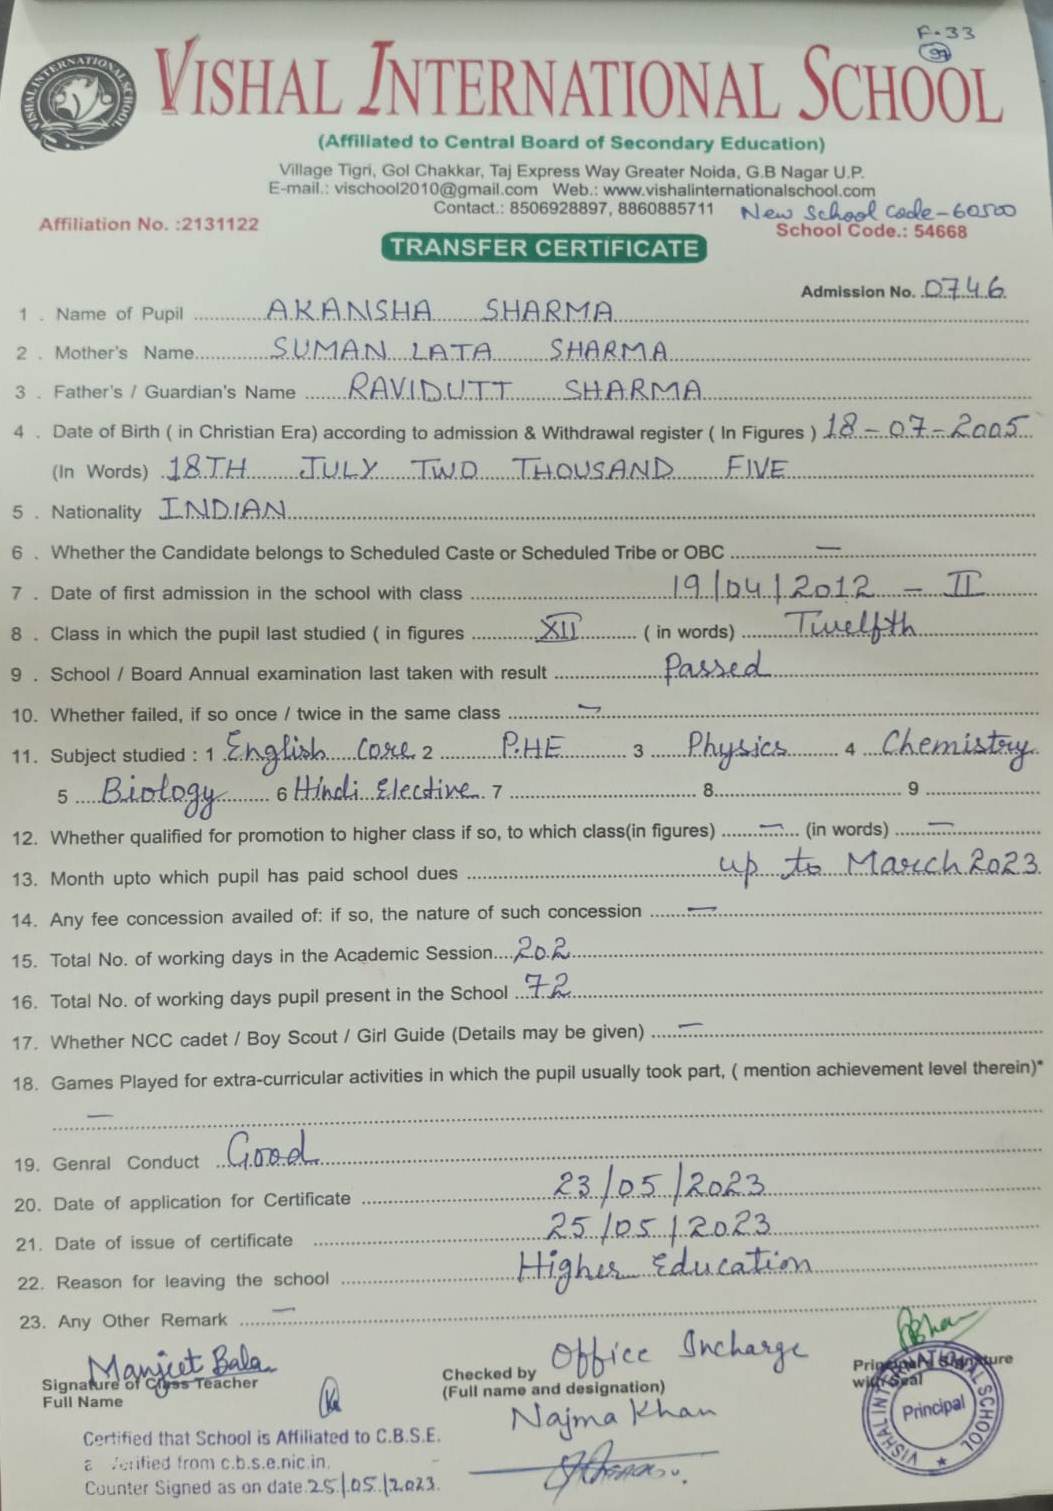 F-33
VISHAL INTERNATIONAL SCHOOL
(Affiliated to Central Board of Secondary Education)
Village Tigri, Gol Chakkar, Taj Express Way Greater Noida, G.B Nagar U.P.
E-mail.: vischool2010@gmail.com Web.: www.vishalinternationalschool.com
Contact.: 8506928897, 8860885711 New School Code-60500
Affiliation No. :2131122 School Code.: 54668
TRANSFER CERTIFICATE
Admission No. 0746
1 . Name of Pupil AKANSHA SHARMA
2 . Mother's Name SUMAN LATA SHARMA
3 . Father's / Guardian's Name RAVIDUTT SHARMA
4 . Date of Birth ( in Christian Era) according to admission & Withdrawal register ( In Figures ) 18-07-2005
(In Words) 18TH JULY TWO THOUSAND FIVE
5 . Nationality INDIAN
6 . Whether the Candidate belongs to Scheduled Caste or Scheduled Tribe or OBC —
7 . Date of first admission in the school with class 19/04/2012 - II
8 . Class in which the pupil last studied ( in figures XII ( in words) Twelfth
9 . School / Board Annual examination last taken with result Passed
10. Whether failed, if so once / twice in the same class —
11. Subject studied : 1 English Core 2 P.HE 3 Physics 4 Chemistry
5 Biology 6 Hindi Elective 7 8 9
12. Whether qualified for promotion to higher class if so, to which class(in figures) — (in words) —
13. Month upto which pupil has paid school dues up to March 2023
14. Any fee concession availed of: if so, the nature of such concession —
15. Total No. of working days in the Academic Session 202
16. Total No. of working days pupil present in the School 72
17. Whether NCC cadet / Boy Scout / Girl Guide (Details may be given) —
18. Games Played for extra-curricular activities in which the pupil usually took part, ( mention achievement level therein)*
—
19. Genral Conduct Good
20. Date of application for Certificate 23/05/2023
21. Date of issue of certificate 25/05/2023
22. Reason for leaving the school Higher Education
23. Any Other Remark —
Manjeet Bala
Signature of Class Teacher
Full Name
Checked by Office Incharge
(Full name and designation)
Najma Khan
Principal Signature
with Seal
VISHAL INTERNATIONAL SCHOOL
Principal
Certified that School is Affiliated to C.B.S.E.
verified from c.b.s.e.nic.in.
Counter Signed as on date 25/05/2023